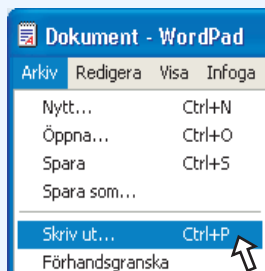 Dokument - WordPad
Arkiv Redigera Visa Infoga
Nytt... Ctrl+N
Öppna... Ctrl+O
Spara Ctrl+S
Spara som...
Skriv ut... Ctrl+P
Förhandsgranska